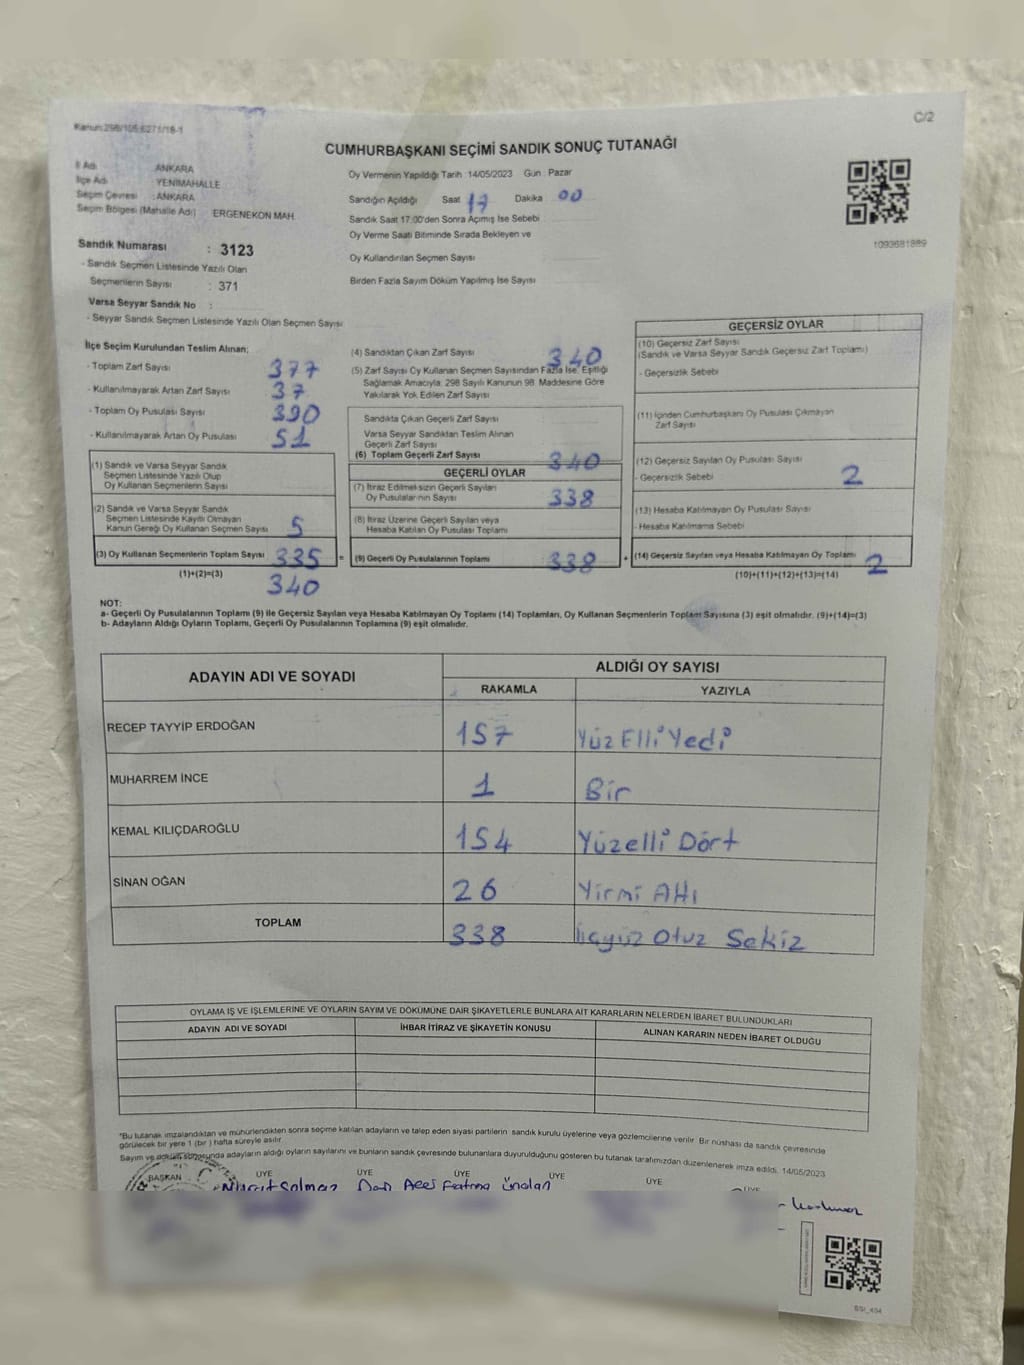 Kanun:298/105;6271/18-1
C/2
CUMHURBAŞKANI SEÇİMİ SANDIK SONUÇ TUTANAĞI
İl Adı : ANKARA
İlçe Adı : YENİMAHALLE
Seçim Çevresi : ANKARA
Seçim Bölgesi (Mahalle Adı) ERGENEKON MAH.
Oy Vermenin Yapıldığı Tarih :14/05/2023 Gün : Pazar
Sandığın Açıldığı Saat 17 Dakika 00
Sandık Saat 17:00'den Sonra Açmış İse Sebebi
Oy Verme Saati Bitiminde Sırada Bekleyen ve
Oy Kullandırılan Seçmen Sayısı
Birden Fazla Sayım Döküm Yapılmış İse Sayısı
1093681889
Sandık Numarası : 3123
- Sandık Seçmen Listesinde Yazılı Olan
Seçmenlerin Sayısı : 371
Varsa Seyyar Sandık No :
- Seyyar Sandık Seçmen Listesinde Yazılı Olan Seçmen Sayısı
İlçe Seçim Kurulundan Teslim Alınan;
- Toplam Zarf Sayısı 377
- Kullanılmayarak Artan Zarf Sayısı 37
- Toplam Oy Pusulası Sayısı 390
- Kullanılmayarak Artan Oy Pusulası 51
(1) Sandık ve Varsa Seyyar Sandık
Seçmen Listesinde Yazılı Olup
Oy Kullanan Seçmenlerin Sayısı
(2) Sandık ve Varsa Seyyar Sandık
Seçmen Listesinde Kayıtlı Olmayan
Kanun Gereği Oy Kullanan Seçmen Sayısı 5
(3) Oy Kullanan Seçmenlerin Toplam Sayısı 335 =
(1)+(2)=(3)
340
(4) Sandıktan Çıkan Zarf Sayısı 340
(5) Zarf Sayısı Oy Kullanan Seçmen Sayısından Fazla İse, Eşitliği
Sağlamak Amacıyla; 298 Sayılı Kanunun 98. Maddesine Göre
Yakılarak Yok Edilen Zarf Sayısı
Sandıkta Çıkan Geçerli Zarf Sayısı
Varsa Seyyar Sandıktan Teslim Alınan
Geçerli Zarf Sayısı
(6) Toplam Geçerli Zarf Sayısı 340
GEÇERLİ OYLAR
(7) İtiraz Edilmeksizin Geçerli Sayılan
Oy Pusulalarının Sayısı 338
(8) İtiraz Üzerine Geçerli Sayılan veya
Hesaba Katılan Oy Pusulası Toplamı
(9) Geçerli Oy Pusulalarının Toplamı 338 +
GEÇERSİZ OYLAR
(10) Geçersiz Zarf Sayısı
(Sandık ve Varsa Seyyar Sandık Geçersiz Zarf Toplamı)
- Geçersizlik Sebebi
(11) İçinden Cumhurbaşkanı Oy Pusulası Çıkmayan
Zarf Sayısı
(12) Geçersiz Sayılan Oy Pusulası Sayısı
- Geçersizlik Sebebi 2
(13) Hesaba Katılmayan Oy Pusulası Sayısı
- Hesaba Katılmama Sebebi
(14) Geçersiz Sayılan veya Hesaba Katılmayan Oy Toplamı 2
(10)+(11)+(12)+(13)=(14)
NOT:
a- Geçerli Oy Pusulalarının Toplamı (9) ile Geçersiz Sayılan veya Hesaba Katılmayan Oy Toplamı (14) Toplamları, Oy Kullanan Seçmenlerin Toplam Sayısına (3) eşit olmalıdır. (9)+(14)=(3)
b- Adayların Aldığı Oyların Toplamı, Geçerli Oy Pusulalarının Toplamına (9) eşit olmalıdır.
ADAYIN ADI VE SOYADI
ALDIĞI OY SAYISI
RAKAMLA YAZIYLA
RECEP TAYYİP ERDOĞAN 157 Yüz Elli Yedi
MUHARREM İNCE 1 Bir
KEMAL KILIÇDAROĞLU 154 Yüzelli Dört
SİNAN OĞAN 26 Yirmi Altı
TOPLAM 338 üçyüz Otuz Sekiz
OYLAMA İŞ VE İŞLEMLERİNE VE OYLARIN SAYIM VE DÖKÜMÜNE DAİR ŞİKAYETLERLE BUNLARA AİT KARARLARIN NELERDEN İBARET BULUNDUKLARI
ADAYIN ADI VE SOYADI İHBAR İTİRAZ VE ŞİKAYETİN KONUSU ALINAN KARARIN NEDEN İBARET OLDUĞU
*Bu tutanak imzalandıktan ve mühürlendikten sonra seçime katılan adayların ve talep eden siyasi partilerin sandık kurulu üyelerine veya gözlemcilerine verilir. Bir nüshası da sandık çevresinde
görülecek bir yere 1 (bir) hafta süreyle asılır.
Sayım ve döküm sonunda adayların aldığı oyların sayılarını ve bunların sandık çevresinde bulunanlara duyurulduğunu gösteren bu tutanak tarafımızdan düzenlenerek imza edildi. 14/05/2023
BAŞKAN ÜYE ÜYE ÜYE ÜYE ÜYE ÜYE
Fatma Ünalan